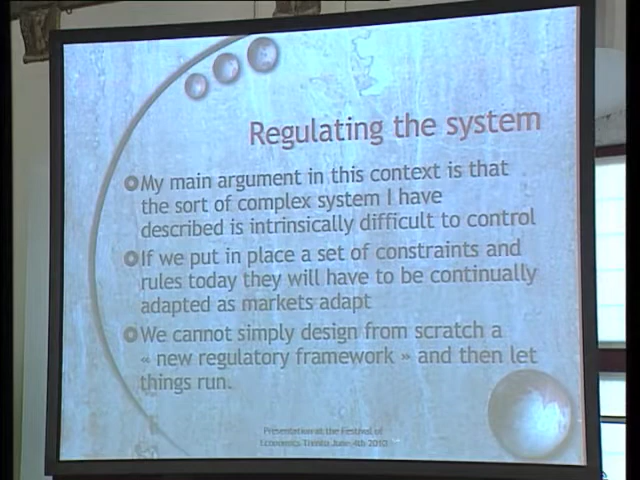 Regulating the system
My main argument in this context is that
the sort of complex system I have
described is intrinsically difficult to control
If we put in place a set of constraints and
rules today they will have to be continually
adapted as markets adapt
We cannot simply design from scratch a
« new regulatory framework » and then let
things run.
Presentation at the Festival of
Economics Trento June 4th 2010